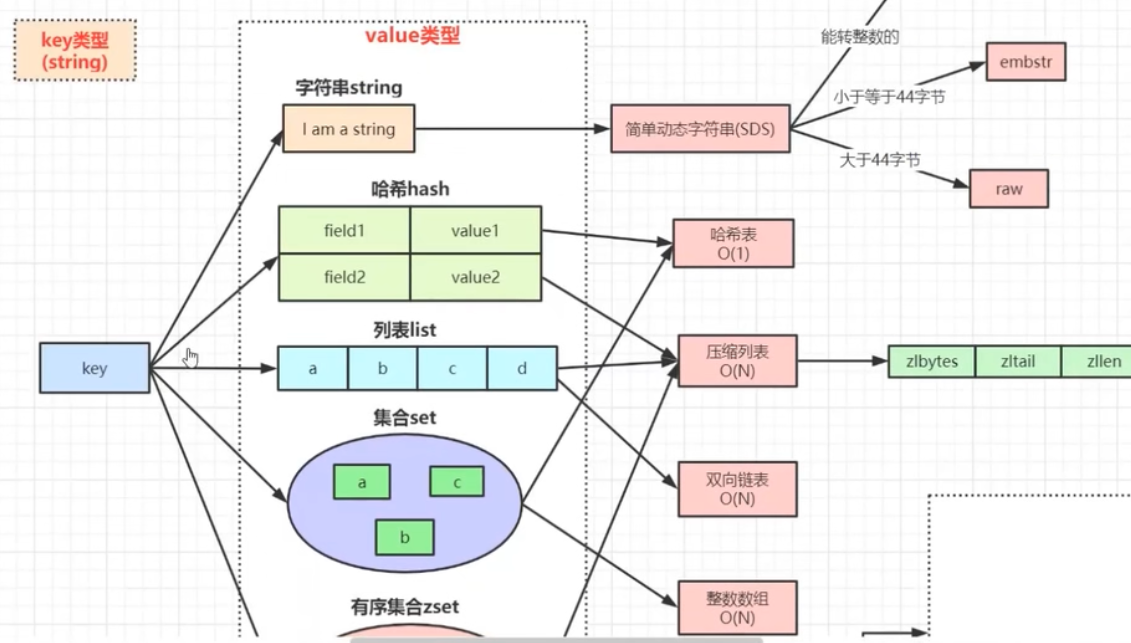 key类型
(string)
value类型
能转整数的
embstr
小于等于44字节
字符串string
I am a string
简单动态字符串(SDS)
大于44字节
raw
哈希hash
field1
value1
哈希表
O(1)
field2
value2
列表list
key
a
b
c
d
压缩列表
O(N)
zlbytes
zltail
zllen
集合set
a
c
b
双向链表
O(N)
有序集合zset
整数数组
O(N)